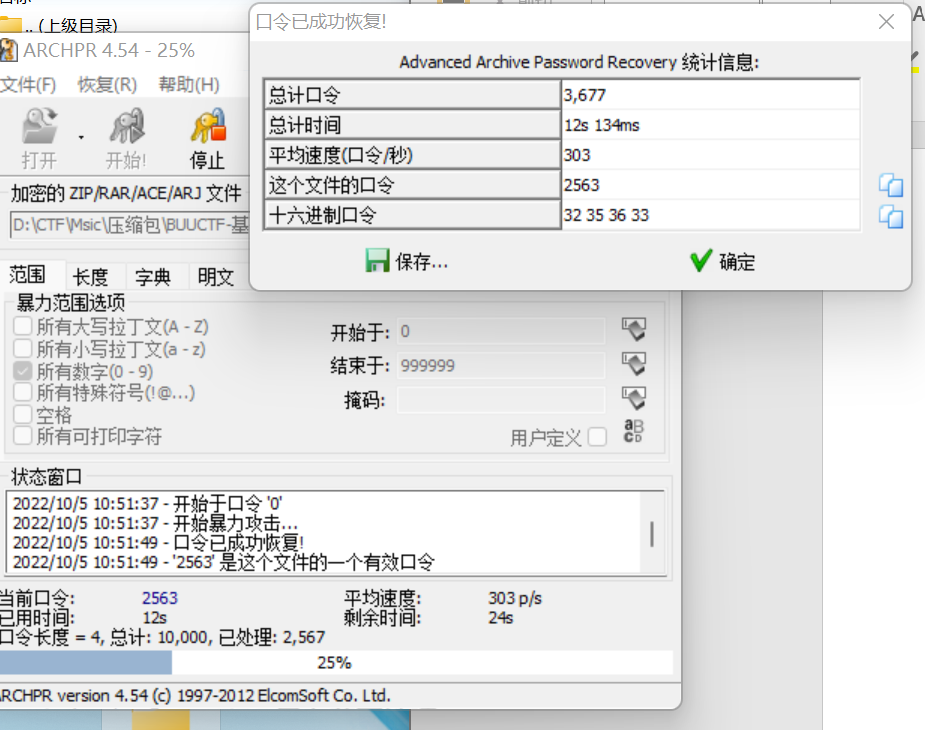 .. (上级目录)
口令已成功恢复!
Advanced Archive Password Recovery 统计信息:
总计口令 3,677
总计时间 12s 134ms
平均速度(口令/秒) 303
这个文件的口令 2563
十六进制口令 32 35 36 33
保存... 确定
ARCHPR 4.54 - 25%
文件(F) 恢复(R) 帮助(H)
打开 开始! 停止
加密的 ZIP/RAR/ACE/ARJ 文件
D:\CTF\Msic\压缩包\BUUCTF-基
范围 长度 字典 明文
暴力范围选项
所有大写拉丁文(A - Z)
所有小写拉丁文(a - z)
所有数字(0 - 9)
所有特殊符号(!@...)
空格
所有可打印字符
开始于: 0
结束于: 999999
掩码:
用户定义
状态窗口
2022/10/5 10:51:37 - 开始于口令 '0'
2022/10/5 10:51:37 - 开始暴力攻击...
2022/10/5 10:51:49 - 口令已成功恢复!
2022/10/5 10:51:49 - '2563' 是这个文件的一个有效口令
当前口令: 2563 平均速度: 303 p/s
已用时间: 12s 剩余时间: 24s
口令长度 = 4, 总计: 10,000, 已处理: 2,567
25%
ARCHPR version 4.54 (c) 1997-2012 ElcomSoft Co. Ltd.